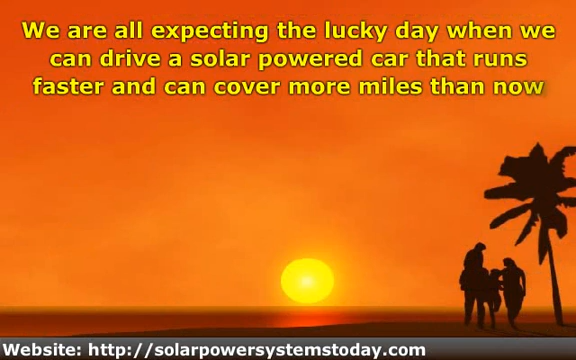 We are all expecting the lucky day when we
can drive a solar powered car that runs
faster and can cover more miles than now
Website: http://solarpowersystemstoday.com